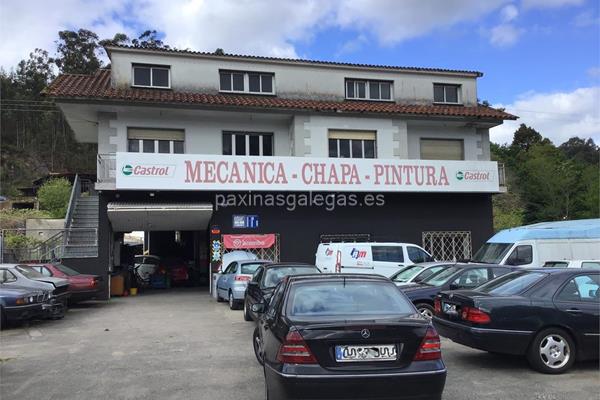 Castrol MECANICA - CHAPA - PINTURA Castrol
paxinasgalegas.es